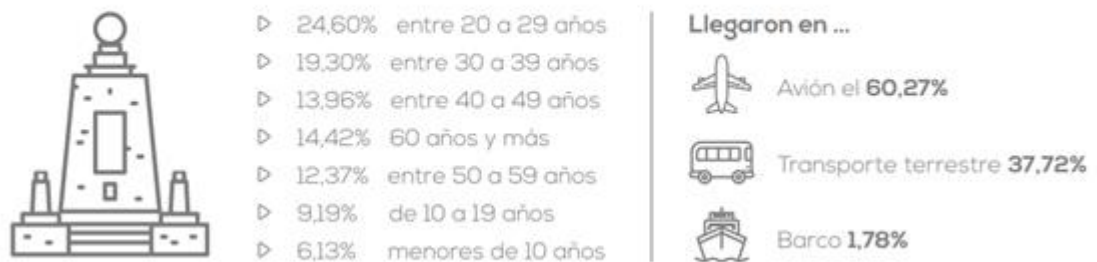 24,60% entre 20 a 29 años
19,30% entre 30 a 39 años
13,96% entre 40 a 49 años
14,42% 60 años y más
12,37% entre 50 a 59 años
9,19% de 10 a 19 años
6,13% menores de 10 años
Llegaron en ...
Avión el 60,27%
Transporte terrestre 37,72%
Barco 1,78%